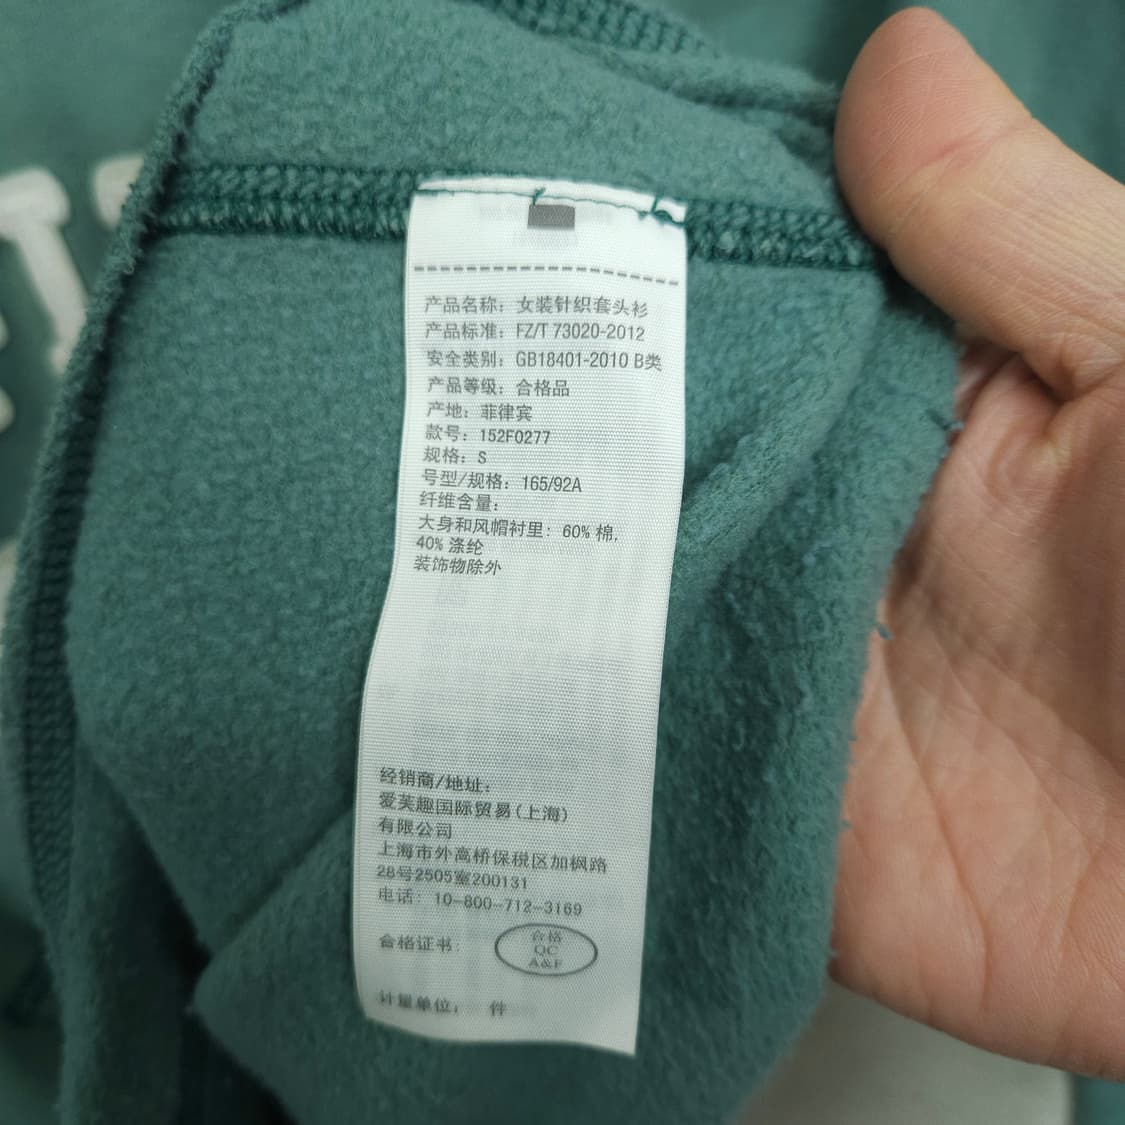 产品名称：女装针织套头衫
产品标准：FZ/T 73020-2012
安全类别：GB18401-2010 B类
产品等级：合格品
产地：菲律宾
款号：152F0277
规格：S
号型/规格：165/92A
纤维含量：
大身和风帽衬里：60% 棉,
40% 涤纶
装饰物除外
经销商/地址：
爱芙趣国际贸易(上海)
有限公司
上海市外高桥保税区加枫路
28号2505室200131
电话：10-800-712-3169
合格证书：
合格
QC
A&F
计量单位： 件